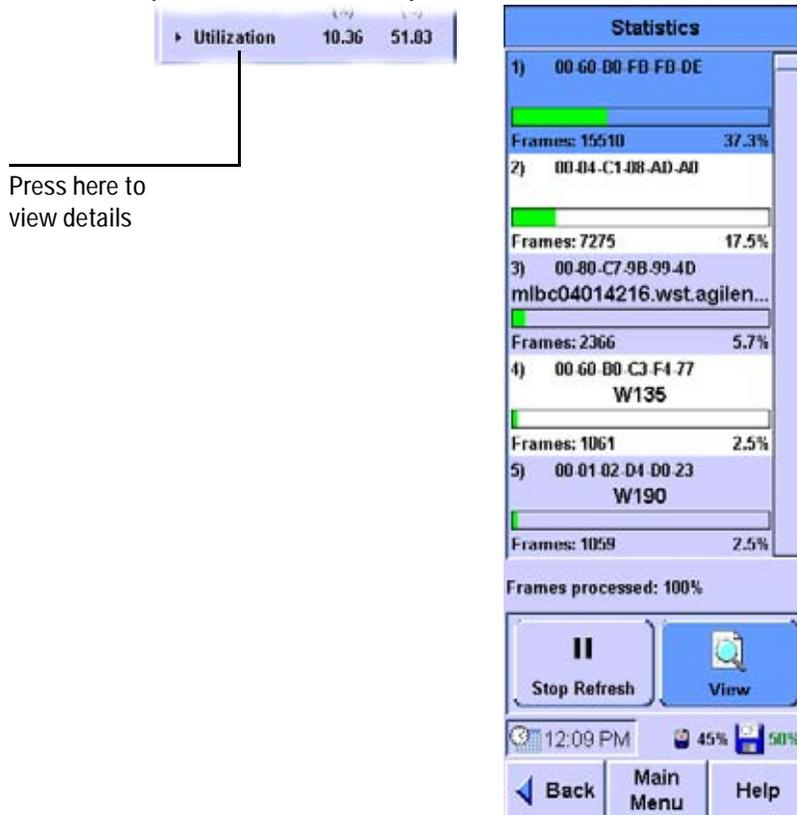 Utilization 10.36 51.83
Press here to
view details
Statistics
1) 00-60-B0-FB-FB-DE
Frames: 15510 37.3%
2) 00-04-C1-08-AD-A0
Frames: 7275 17.5%
3) 00-80-C7-9B-99-4D
mlbc04014216.wst.agilen...
Frames: 2366 5.7%
4) 00-60-B0-C3-F4-77
W135
Frames: 1061 2.5%
5) 00-01-02-D4-D0-23
W190
Frames: 1059 2.5%
Frames processed: 100%
Stop Refresh
View
12:09 PM 45% 50%
Back
Main
Menu
Help